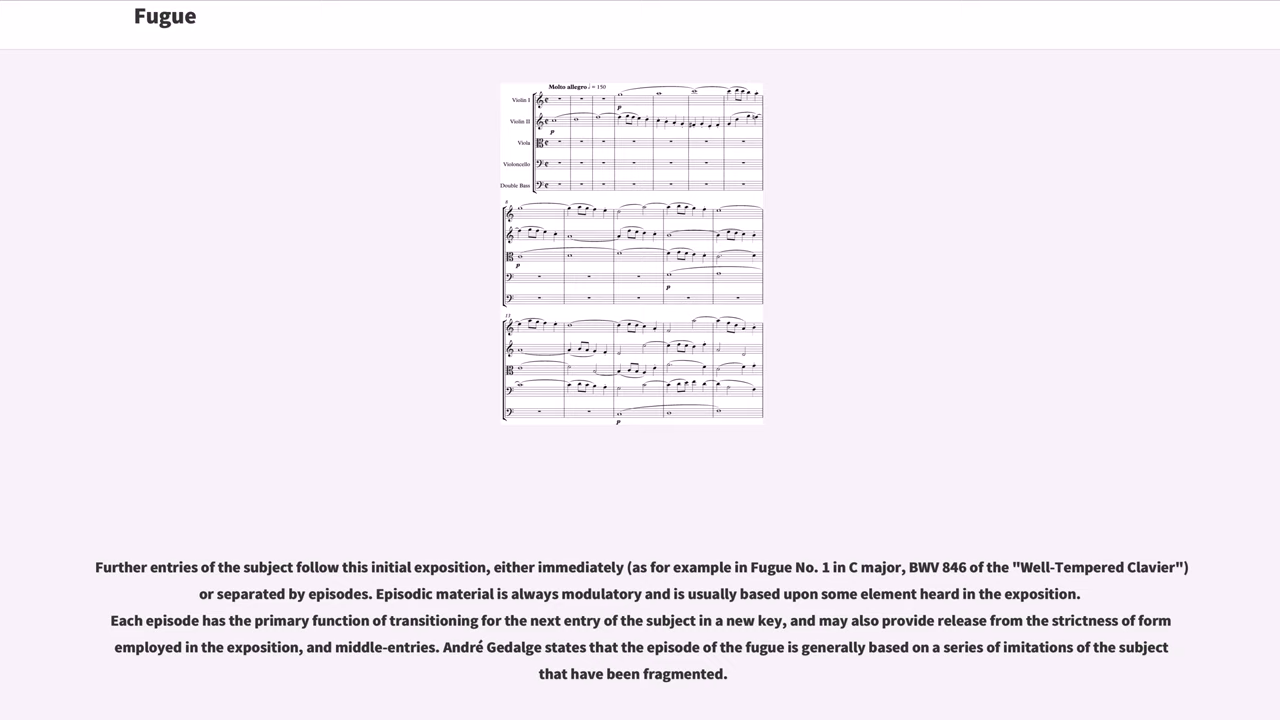 Fugue
Molto allegro ♩ = 150
Violin I
p
Violin II
p
Viola
Violoncello
Double Bass
p
p
13
p
Further entries of the subject follow this initial exposition, either immediately (as for example in Fugue No. 1 in C major, BWV 846 of the "Well-Tempered Clavier")
or separated by episodes. Episodic material is always modulatory and is usually based upon some element heard in the exposition.
Each episode has the primary function of transitioning for the next entry of the subject in a new key, and may also provide release from the strictness of form
employed in the exposition, and middle-entries. André Gedalge states that the episode of the fugue is generally based on a series of imitations of the subject
that have been fragmented.